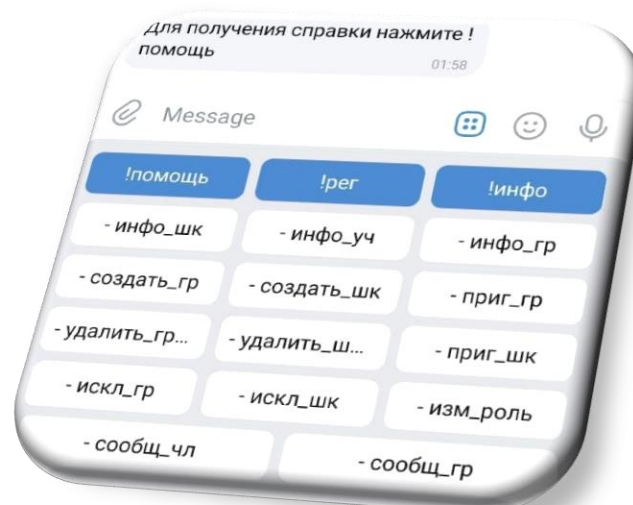 Для получения справки нажмите !
помощь
01:58
Message
!помощь !рег !инфо
- инфо_шк - инфо_уч - инфо_гр
- создать_гр - создать_шк - приг_гр
- удалить_гр... - удалить_ш... - приг_шк
- искл_гр - искл_шк - изм_роль
- сообщ_чл - сообщ_гр